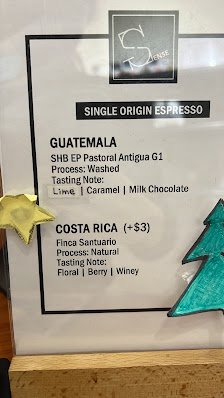 S
SENSE
SINGLE ORIGIN ESPRESSO
GUATEMALA
SHB EP Pastoral Antigua G1
Process: Washed
Tasting Note:
Lime | Caramel | Milk Chocolate
COSTA RICA (+$3)
Finca Santuario
Process: Natural
Tasting Note:
Floral | Berry | Winey